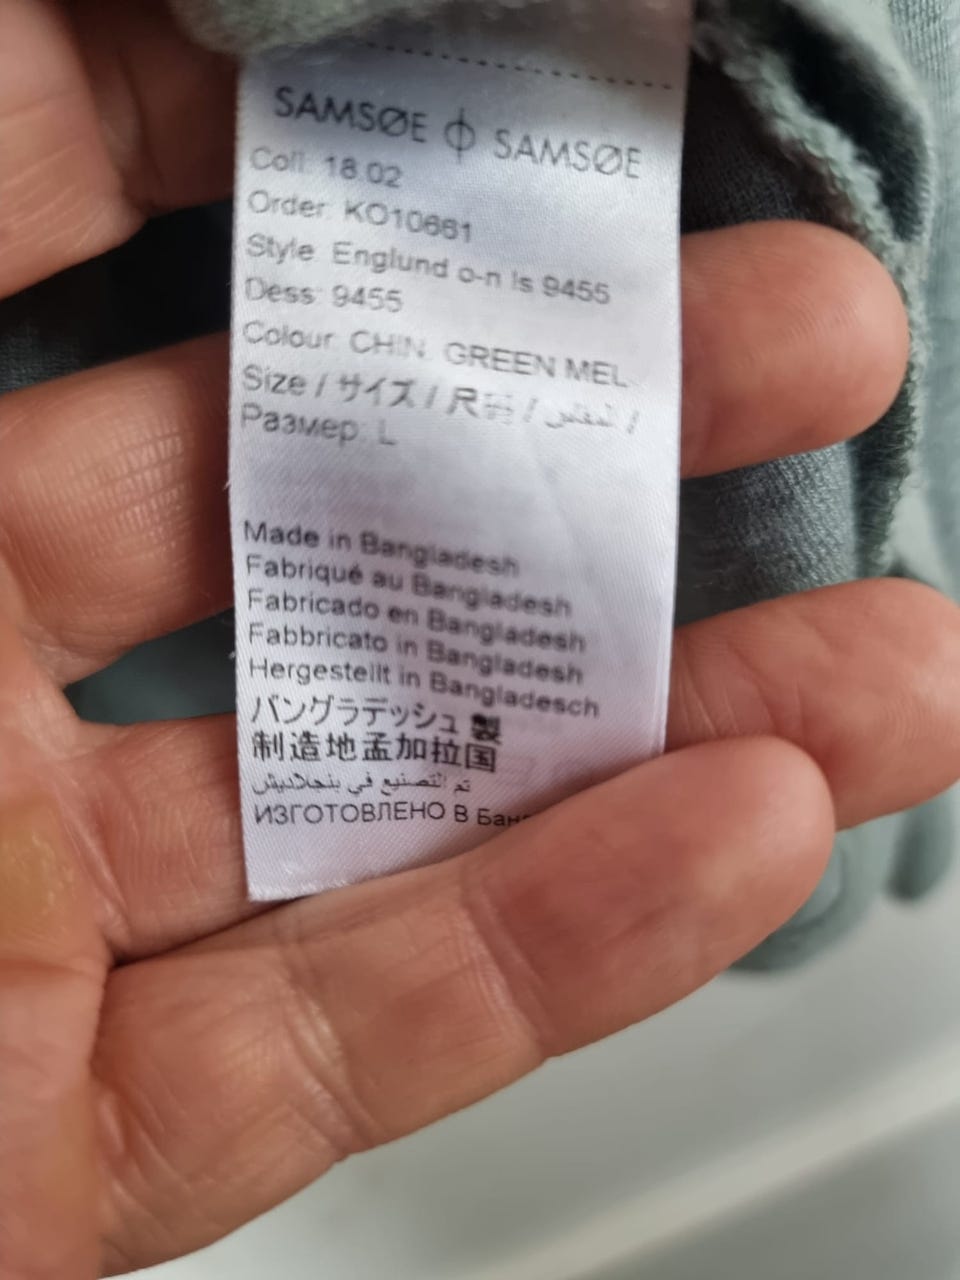 SAMSØE ϕ SAMSØE
Coll: 18.02
Order: KO10661
Style: Englund o-n ls 9455
Dess: 9455
Colour: CHIN. GREEN MEL.
Size / サイズ / 尺码 / المقاس /
Размер: L
Made in Bangladesh
Fabriqué au Bangladesh
Fabricado en Bangladesh
Fabbricato in Bangladesh
Hergestellt in Bangladesch
バングラデッシュ 製
制造地孟加拉国
تم التصنيع في بنجلاديش
ИЗГОТОВЛЕНО В